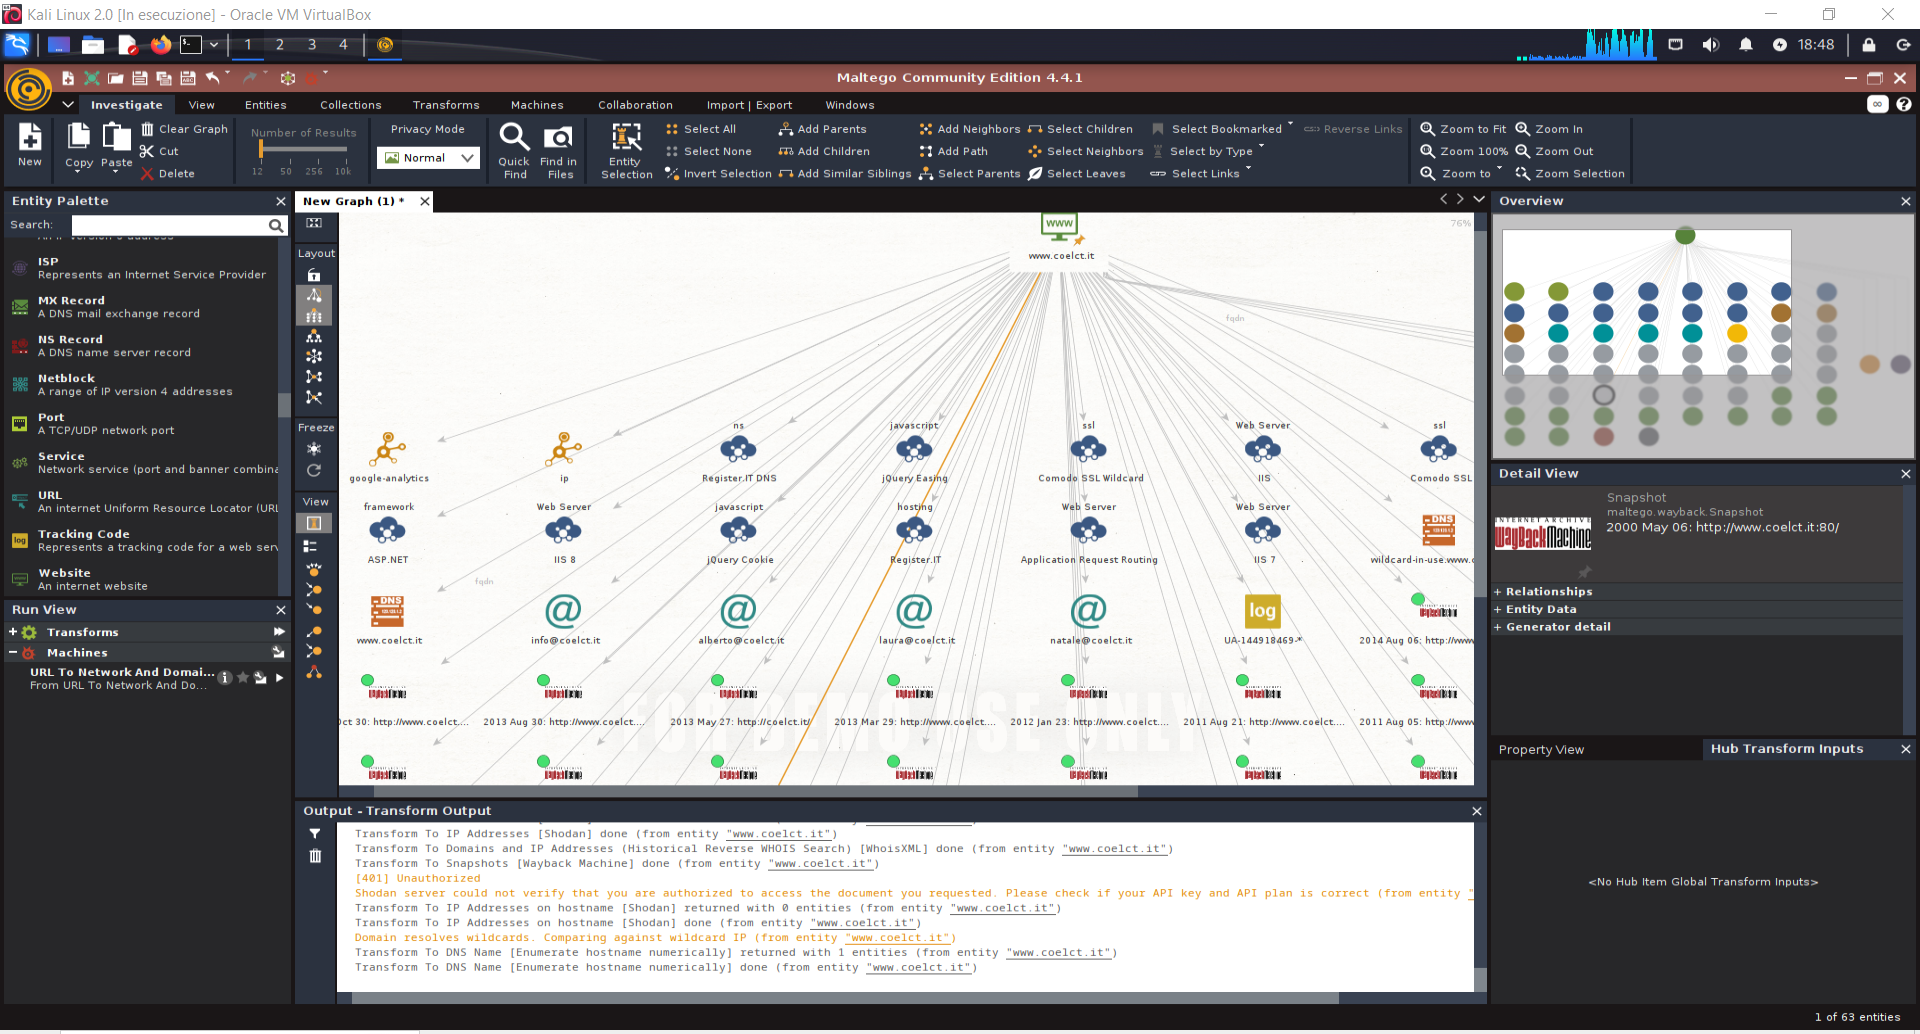 Kali Linux 2.0 [In esecuzione] - Oracle VM VirtualBox
1 2 3 4
18:48
Maltego Community Edition 4.4.1
Investigate View Entities Collections Transforms Machines Collaboration Import | Export Windows
New
Copy
Paste
Clear Graph
Cut
Delete
Number of Results
12 50 256 10k
Privacy Mode
Normal
Quick Find
Find in Files
Entity Selection
Select All
Select None
Invert Selection
Add Parents
Add Children
Add Similar Siblings
Add Neighbors
Add Path
Select Parents
Select Children
Select Neighbors
Select Leaves
Select Bookmarked
Select by Type
Select Links
Reverse Links
Zoom to Fit
Zoom 100%
Zoom to
Zoom In
Zoom Out
Zoom Selection
Entity Palette
Search:
ISP
Represents an Internet Service Provider
MX Record
A DNS mail exchange record
NS Record
A DNS name server record
Netblock
A range of IP version 4 addresses
Port
A TCP/UDP network port
Service
Network service (port and banner combina
URL
An internet Uniform Resource Locator (URL
Tracking Code
Represents a tracking code for a web serv
Website
An internet website
Run View
Transforms
Machines
URL To Network And Domai...
From URL To Network And Do...
New Graph (1) *
Layout
Freeze
View
76%
WWW
www.coelct.it
fqdn
ns javascript ssl Web Server ssl
google-analytics ip Register.IT DNS jQuery Easing Comodo SSL Wildcard IIS Comodo SSL
framework Web Server javascript hosting Web Server Web Server
DNS
ASP.NET IIS 8 jQuery Cookie Register.IT Application Request Routing IIS 7 wildcard-in-use.www.c
fqdn
DNS @ @ @ @ log
www.coelct.it info@coelct.it alberto@coelct.it laura@coelct.it natale@coelct.it UA-144918469-* 2014 Aug 06: http://www
Oct 30: http://www.coelct.... 2013 Aug 30: http://www.coelct.... 2013 May 27: http://coelct.it/ 2013 Mar 29: http://www.coelct.... 2012 Jan 23: http://www.coelct.... 2011 Aug 21: http://www.coelct.... 2011 Aug 05: http://www
FOR DEMO USE ONLY
Output - Transform Output
Transform To IP Addresses [Shodan] done (from entity "www.coelct.it")
Transform To Domains and IP Addresses (Historical Reverse WHOIS Search) [WhoisXML] done (from entity "www.coelct.it")
Transform To Snapshots [Wayback Machine] done (from entity "www.coelct.it")
[401] Unauthorized
Shodan server could not verify that you are authorized to access the document you requested. Please check if your API key and API plan is correct (from entity "
Transform To IP Addresses on hostname [Shodan] returned with 0 entities (from entity "www.coelct.it")
Transform To IP Addresses on hostname [Shodan] done (from entity "www.coelct.it")
Domain resolves wildcards. Comparing against wildcard IP (from entity "www.coelct.it")
Transform To DNS Name [Enumerate hostname numerically] returned with 1 entities (from entity "www.coelct.it")
Transform To DNS Name [Enumerate hostname numerically] done (from entity "www.coelct.it")
Overview
Detail View
INTERNET ARCHIVE
WayBackMachine
Snapshot
maltego.wayback.Snapshot
2000 May 06: http://www.coelct.it:80/
+ Relationships
+ Entity Data
+ Generator detail
Property View
Hub Transform Inputs
<No Hub Item Global Transform Inputs>
1 of 63 entities